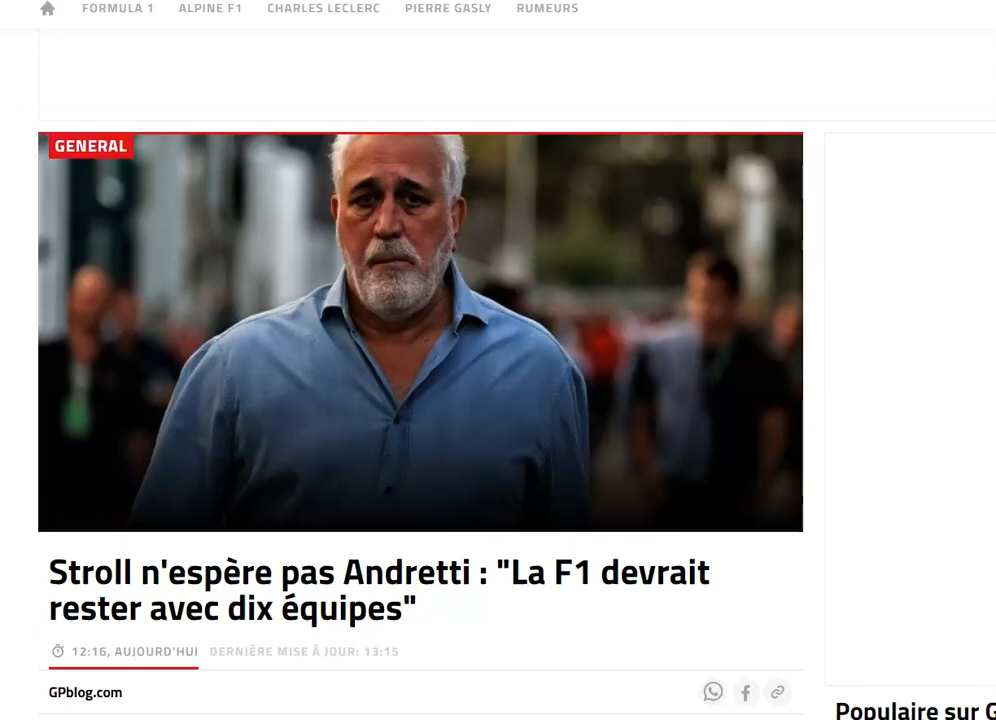 FORMULA 1 ALPINE F1 CHARLES LECLERC PIERRE GASLY RUMEURS
GENERAL
Stroll n'espère pas Andretti : "La F1 devrait
rester avec dix équipes"
12:16, AUJOURD'HUI DERNIÈRE MISE À JOUR: 13:15
GPblog.com
Populaire sur